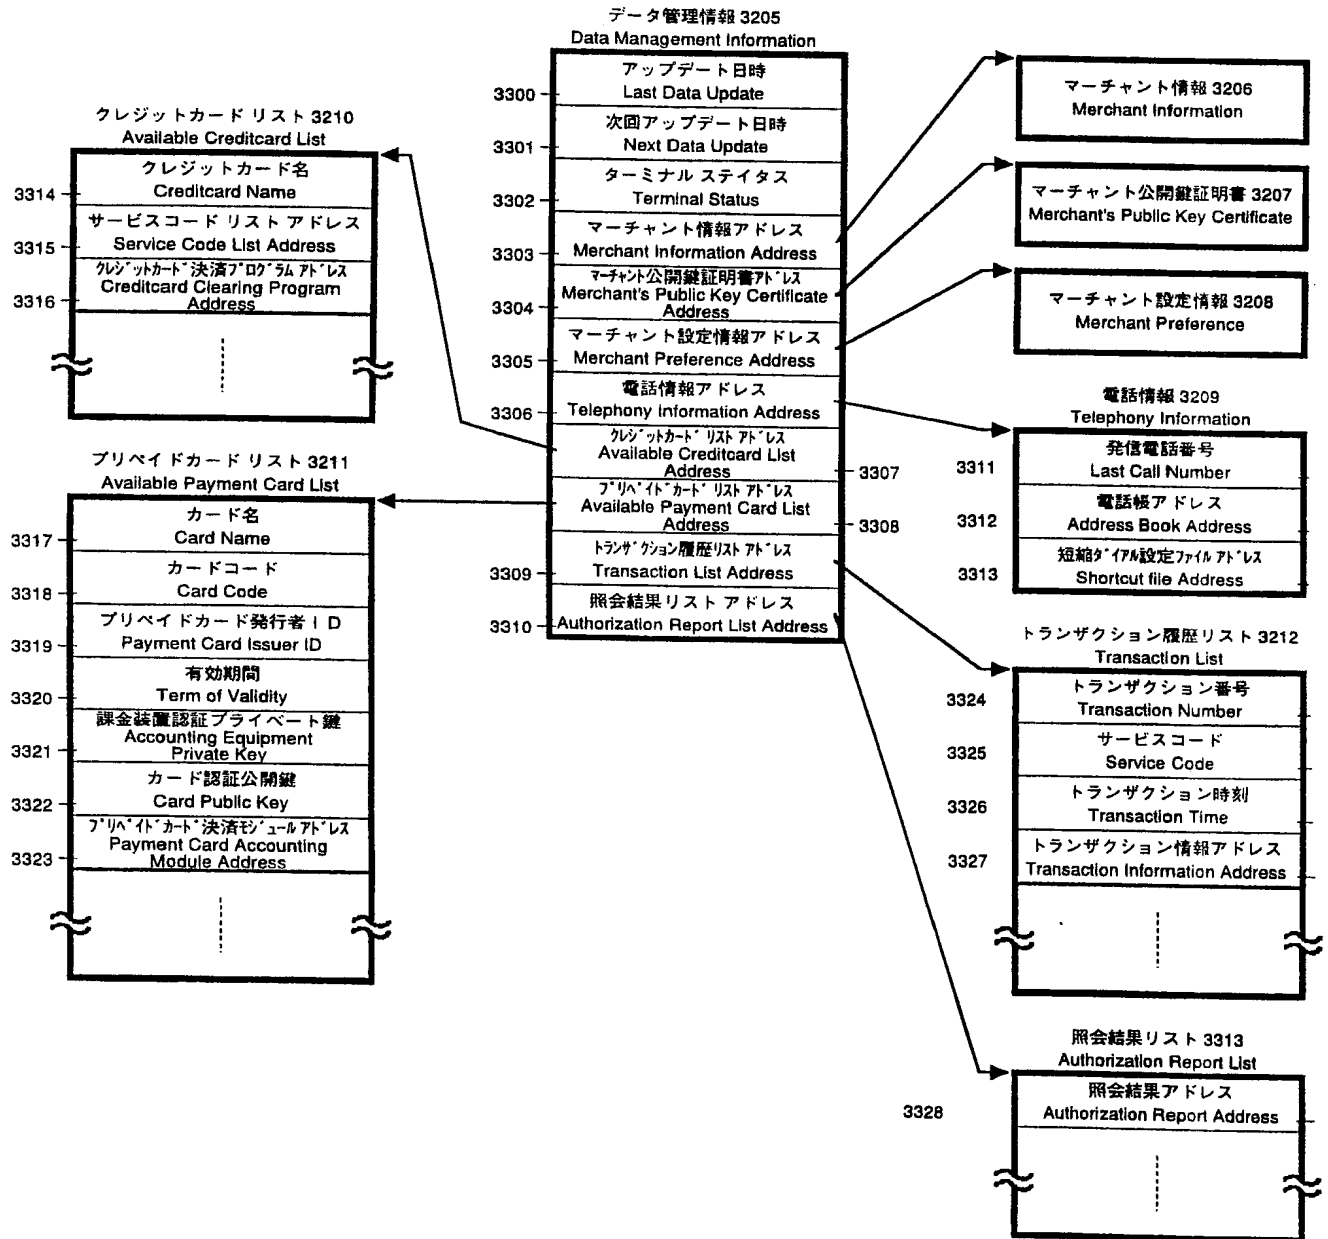 データ管理情報 3205
Data Management Information
3300
アップデート日時
Last Data Update
3301
次回アップデート日時
Next Data Update
3302
ターミナル ステイタス
Terminal Status
3303
マーチャント情報アドレス
Merchant Information Address
3304
マーチャント公開鍵証明書アドレス
Merchant's Public Key Certificate
Address
3305
マーチャント設定情報アドレス
Merchant Preference Address
3306
電話情報アドレス
Telephony Information Address
クレジットカード リスト アドレス
Available Creditcard List
Address
3307
プリペイドカード リスト アドレス
Available Payment Card List
Address
3308
3309
トランザクション履歴リスト アドレス
Transaction List Address
3310
照会結果リスト アドレス
Authorization Report List Address
クレジットカード リスト 3210
Available Creditcard List
3314
クレジットカード名
Creditcard Name
3315
サービスコード リスト アドレス
Service Code List Address
3316
クレジットカード決済プログラム アドレス
Creditcard Clearing Program
Address
プリペイドカード リスト 3211
Available Payment Card List
3317
カード名
Card Name
3318
カードコード
Card Code
3319
プリペイドカード発行者ID
Payment Card Issuer ID
3320
有効期間
Term of Validity
3321
課金装置認証プライベート鍵
Accounting Equipment
Private Key
3322
カード認証公開鍵
Card Public Key
3323
プリペイドカード決済モジュールアドレス
Payment Card Accounting
Module Address
マーチャント情報 3206
Merchant Information
マーチャント公開鍵証明書 3207
Merchant's Public Key Certificate
マーチャント設定情報 3208
Merchant Preference
電話情報 3209
Telephony Information
3311
発信電話番号
Last Call Number
3312
電話帳アドレス
Address Book Address
3313
短縮ダイアル設定ファイル アドレス
Shortcut file Address
トランザクション履歴リスト 3212
Transaction List
3324
トランザクション番号
Transaction Number
3325
サービスコード
Service Code
3326
トランザクション時刻
Transaction Time
3327
トランザクション情報アドレス
Transaction Information Address
照会結果リスト 3313
Authorization Report List
3328
照会結果アドレス
Authorization Report Address